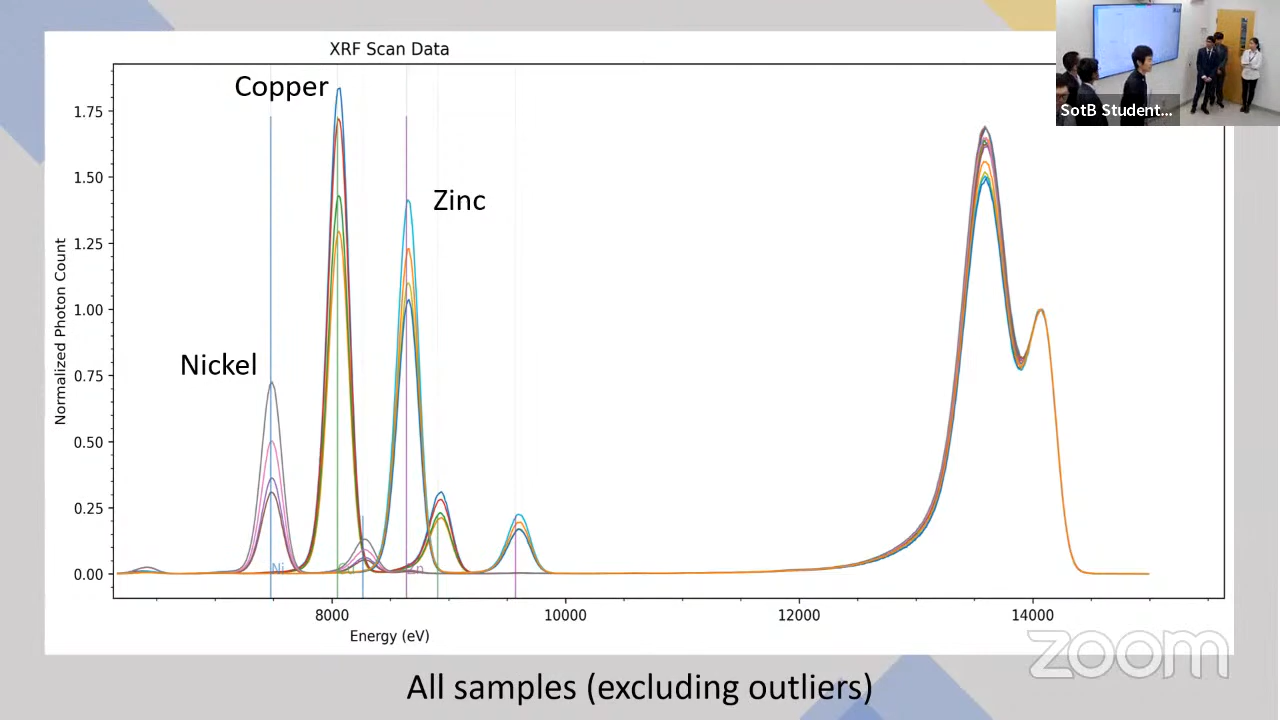 XRF Scan Data
Copper
Zinc
Nickel
Normalized Photon Count
1.75
1.50
1.25
1.00
0.75
0.50
0.25
0.00
Ni
8000
10000
12000
14000
Energy (eV)
SotB Student...
zoom
All samples (excluding outliers)